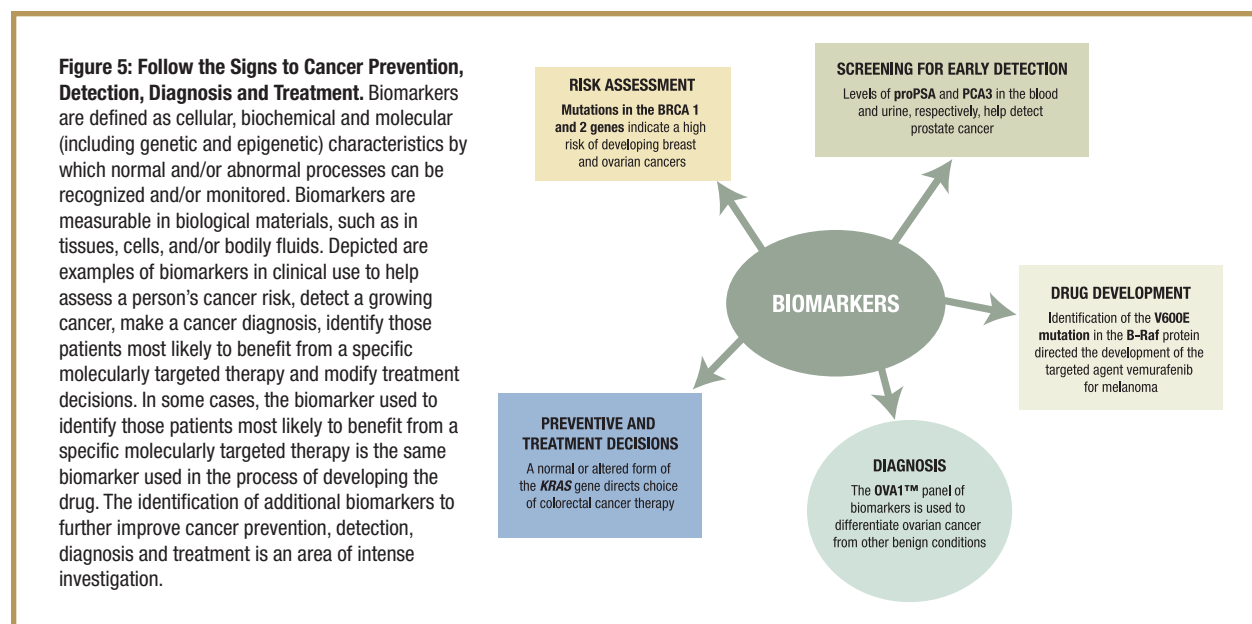 Figure 5: Follow the Signs to Cancer Prevention,
Detection, Diagnosis and Treatment. Biomarkers
are defined as cellular, biochemical and molecular
(including genetic and epigenetic) characteristics by
which normal and/or abnormal processes can be
recognized and/or monitored. Biomarkers are
measurable in biological materials, such as in
tissues, cells, and/or bodily fluids. Depicted are
examples of biomarkers in clinical use to help
assess a person’s cancer risk, detect a growing
cancer, make a cancer diagnosis, identify those
patients most likely to benefit from a specific
molecularly targeted therapy and modify treatment
decisions. In some cases, the biomarker used to
identify those patients most likely to benefit from a
specific molecularly targeted therapy is the same
biomarker used in the process of developing the
drug. The identification of additional biomarkers to
further improve cancer prevention, detection,
diagnosis and treatment is an area of intense
investigation.
RISK ASSESSMENT
Mutations in the BRCA 1
and 2 genes indicate a high
risk of developing breast
and ovarian cancers
SCREENING FOR EARLY DETECTION
Levels of proPSA and PCA3 in the blood
and urine, respectively, help detect
prostate cancer
BIOMARKERS
DRUG DEVELOPMENT
Identification of the V600E
mutation in the B-Raf protein
directed the development of the
targeted agent vemurafenib
for melanoma
PREVENTIVE AND
TREATMENT DECISIONS
A normal or altered form of
the KRAS gene directs choice
of colorectal cancer therapy
DIAGNOSIS
The OVA1™ panel of
biomarkers is used to
differentiate ovarian cancer
from other benign conditions